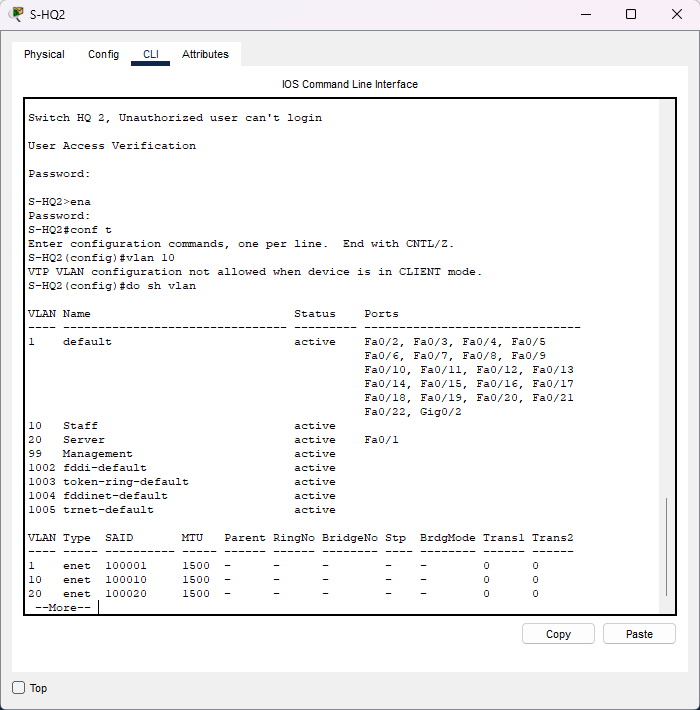 S-HQ2
Physical Config CLI Attributes
IOS Command Line Interface
Switch HQ 2, Unauthorized user can't login
User Access Verification
Password:
S-HQ2>ena
Password:
S-HQ2#conf t
Enter configuration commands, one per line.  End with CNTL/Z.
S-HQ2(config)#vlan 10
VTP VLAN configuration not allowed when device is in CLIENT mode.
S-HQ2(config)#do sh vlan
VLAN Name                             Status    Ports
---- -------------------------------- --------- -------------------------------
1    default                          active    Fa0/2, Fa0/3, Fa0/4, Fa0/5
                                                Fa0/6, Fa0/7, Fa0/8, Fa0/9
                                                Fa0/10, Fa0/11, Fa0/12, Fa0/13
                                                Fa0/14, Fa0/15, Fa0/16, Fa0/17
                                                Fa0/18, Fa0/19, Fa0/20, Fa0/21
                                                Fa0/22, Gig0/2
10   Staff                            active
20   Server                           active    Fa0/1
99   Management                       active
1002 fddi-default                     active
1003 token-ring-default               active
1004 fddinet-default                  active
1005 trnet-default                    active
VLAN Type  SAID       MTU   Parent RingNo BridgeNo Stp  BrdgMode Trans1 Trans2
---- ----- ---------- ----- ------ ------ -------- ---- -------- ------ ------
1    enet  100001     1500  -      -      -        -    -        0      0
10   enet  100010     1500  -      -      -        -    -        0      0
20   enet  100020     1500  -      -      -        -    -        0      0
 --More--
Copy Paste
Top